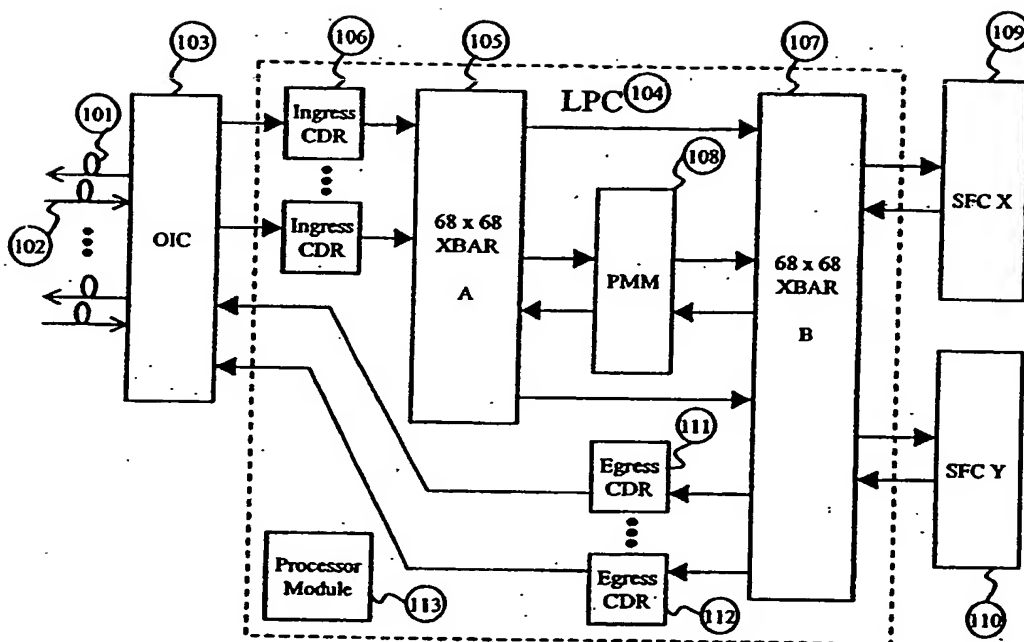 103
106
105
107
109
101
Ingress
CDR
LPC
104
108
102
Ingress
CDR
OIC
68 x 68
XBAR
A
PMM
68 x 68
XBAR
B
SFC X
111
Egress
CDR
SFC Y
Processor
Module
113
Egress
CDR
112
110